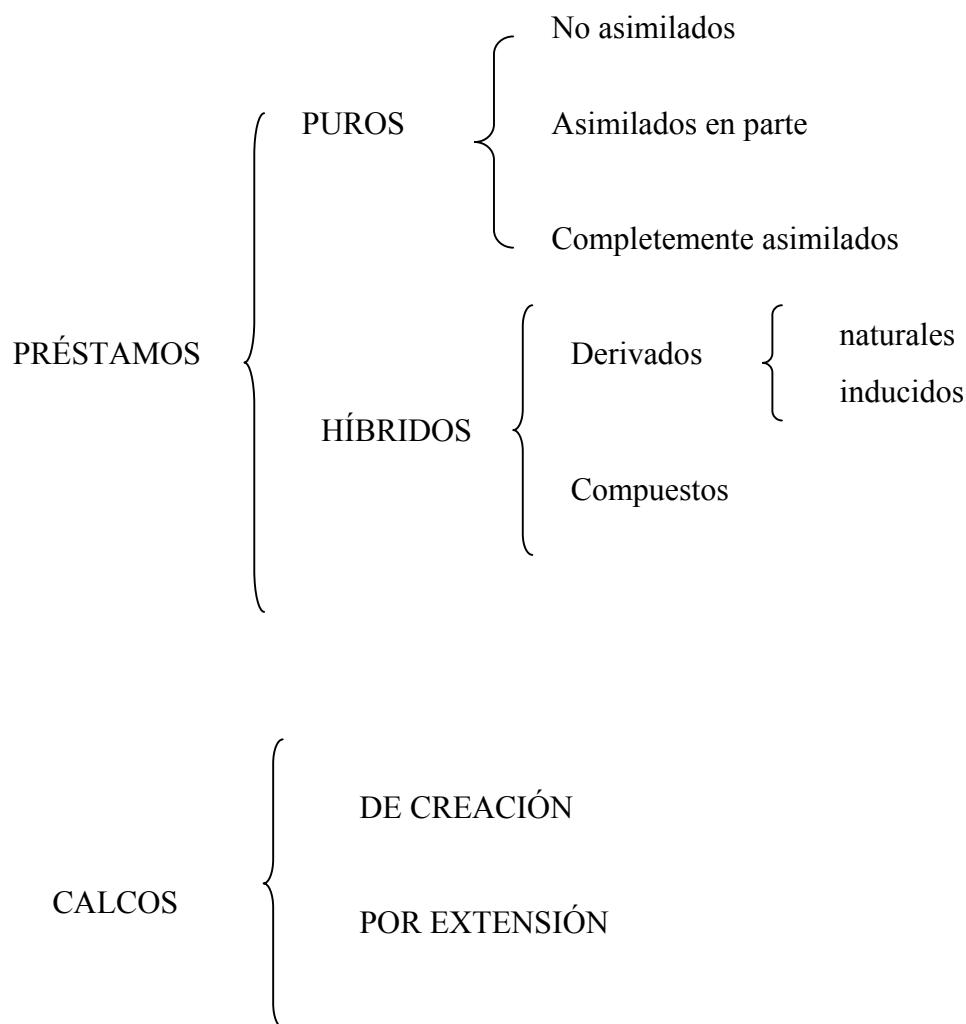 No asimilados
PUROS
Asimilados en parte
Completemente asimilados
PRÉSTAMOS
naturales
Derivados
inducidos
HÍBRIDOS
Compuestos
DE CREACIÓN
CALCOS
POR EXTENSIÓN